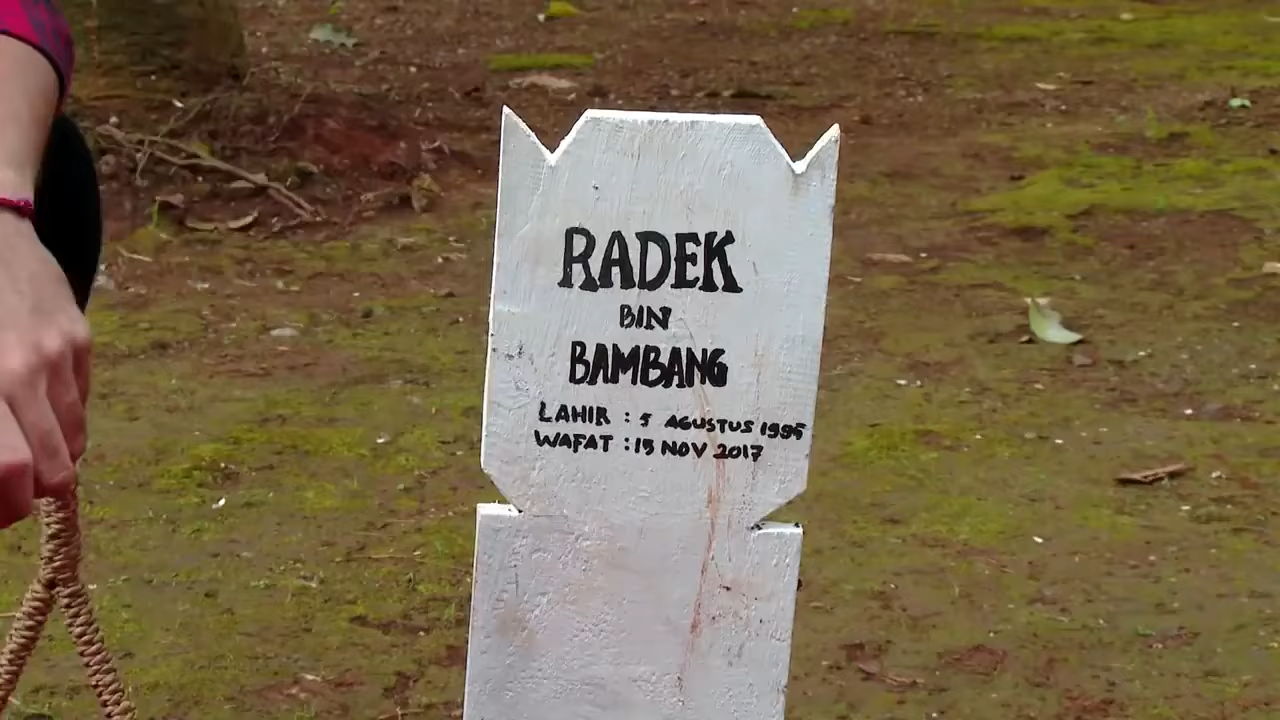 RADEK
BIN
BAMBANG
LAHIR : 5 AGUSTUS 1995
WAFAT : 15 NOV 2017